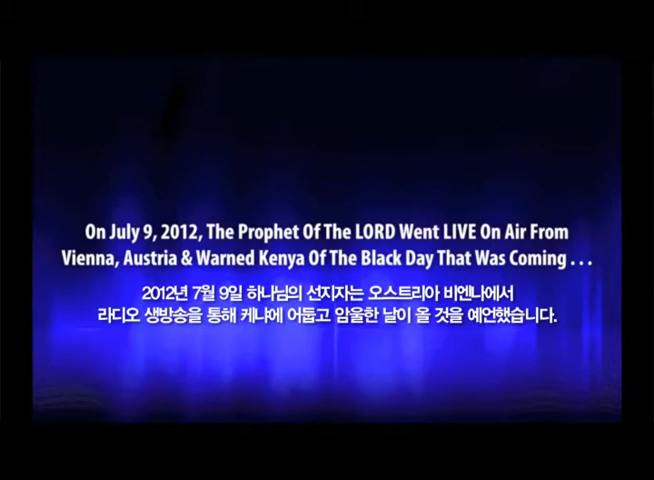 On July 9, 2012, The Prophet Of The LORD Went LIVE On Air From
Vienna, Austria & Warned Kenya Of The Black Day That Was Coming . . .
2012년 7월 9일 하나님의 선지자는 오스트리아 비엔나에서
라디오 생방송을 통해 케냐에 어둡고 암울한 날이 올 것을 예언했습니다.